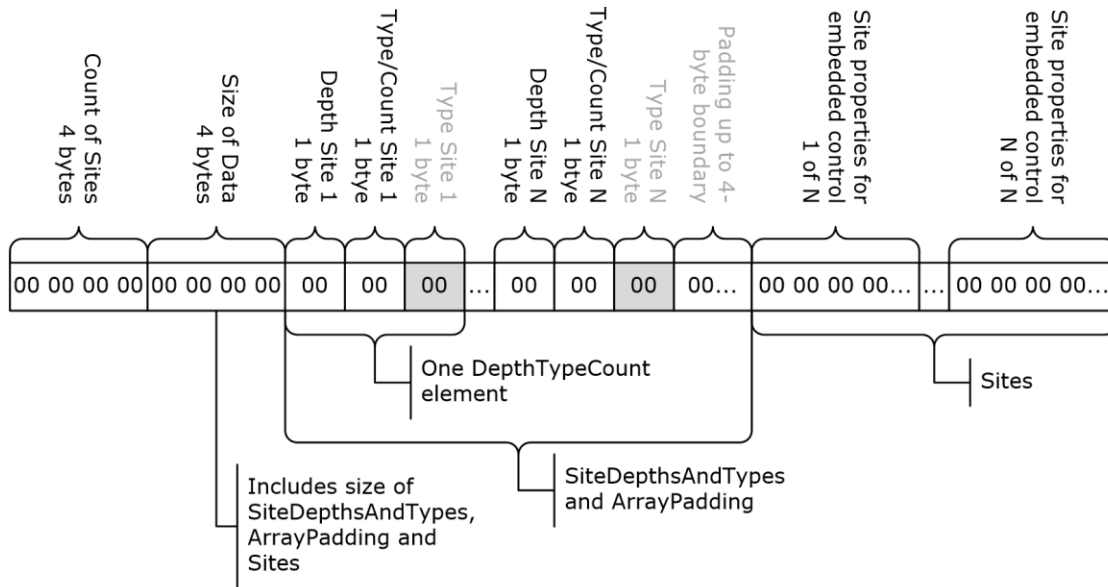 Count of Sites
4 bytes
Size of Data
4 bytes
Depth Site 1
1 byte
Type/Count Site 1
1 btye
Type Site 1
1 byte
Depth Site N
1 byte
Type/Count Site N
1 btye
Type Site N
1 byte
Padding up to 4-
byte boundary
Site properties for
embedded control
1 of N
Site properties for
embedded control
N of N
00 00 00 00 00 00 00 00 00 00 00 ... 00 00 00 00... 00 00 00 00... ... 00 00 00 00...
One DepthTypeCount
element
Sites
SiteDepthsAndTypes
and ArrayPadding
Includes size of
SiteDepthsAndTypes,
ArrayPadding and
Sites